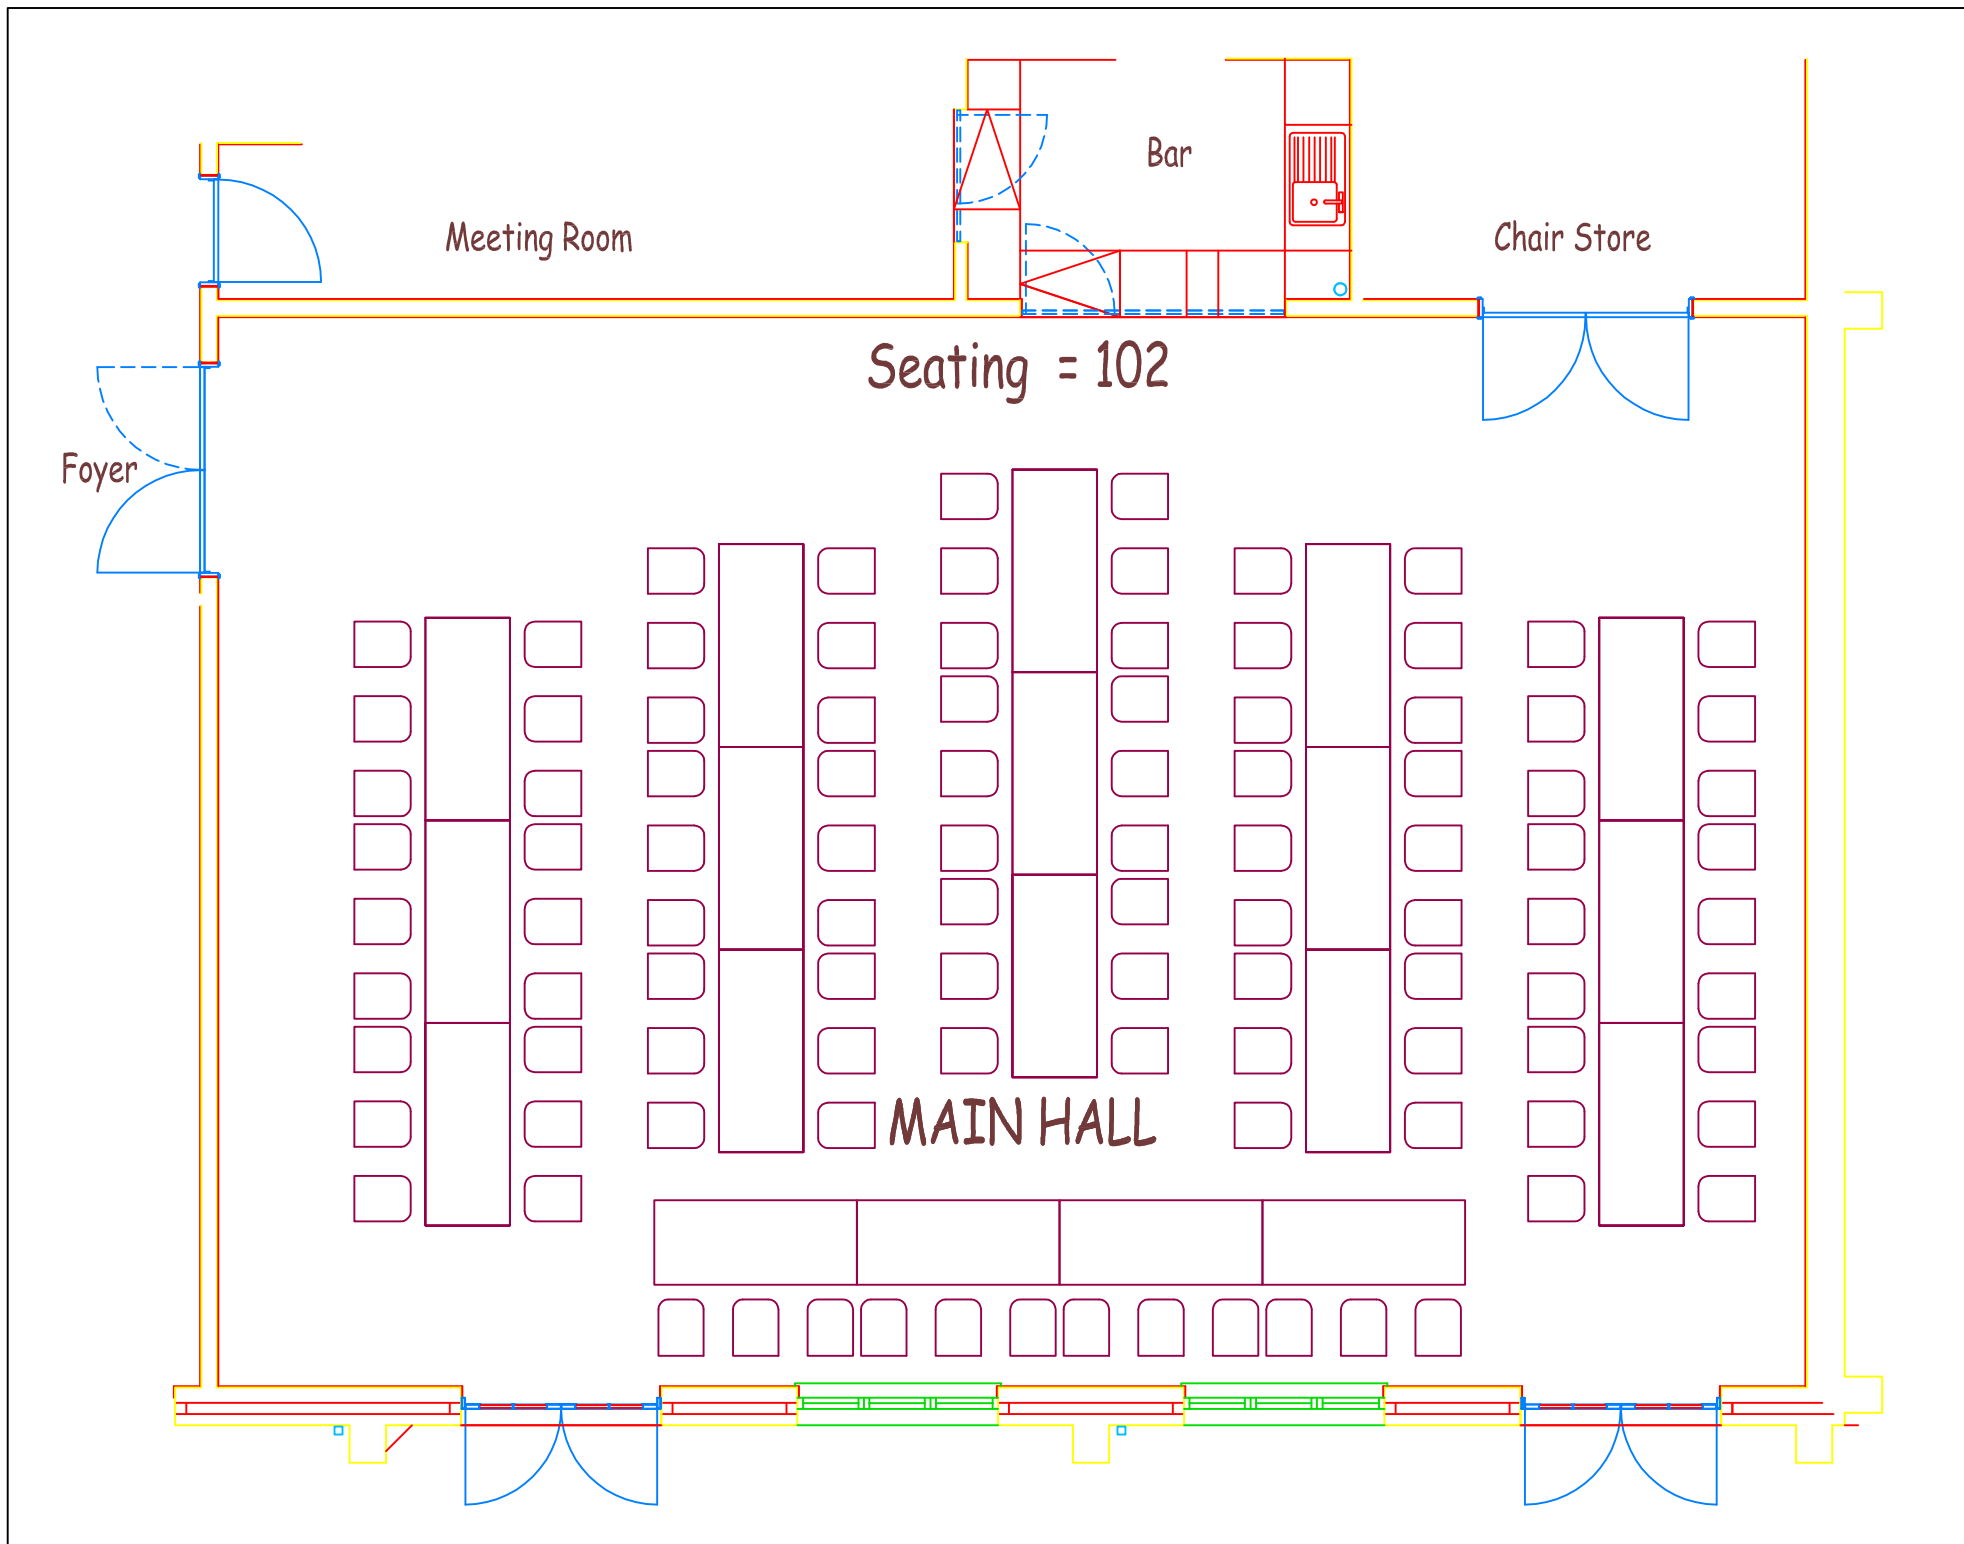 Bar
Meeting Room
Chair Store
Seating = 102
Foyer
MAIN HALL